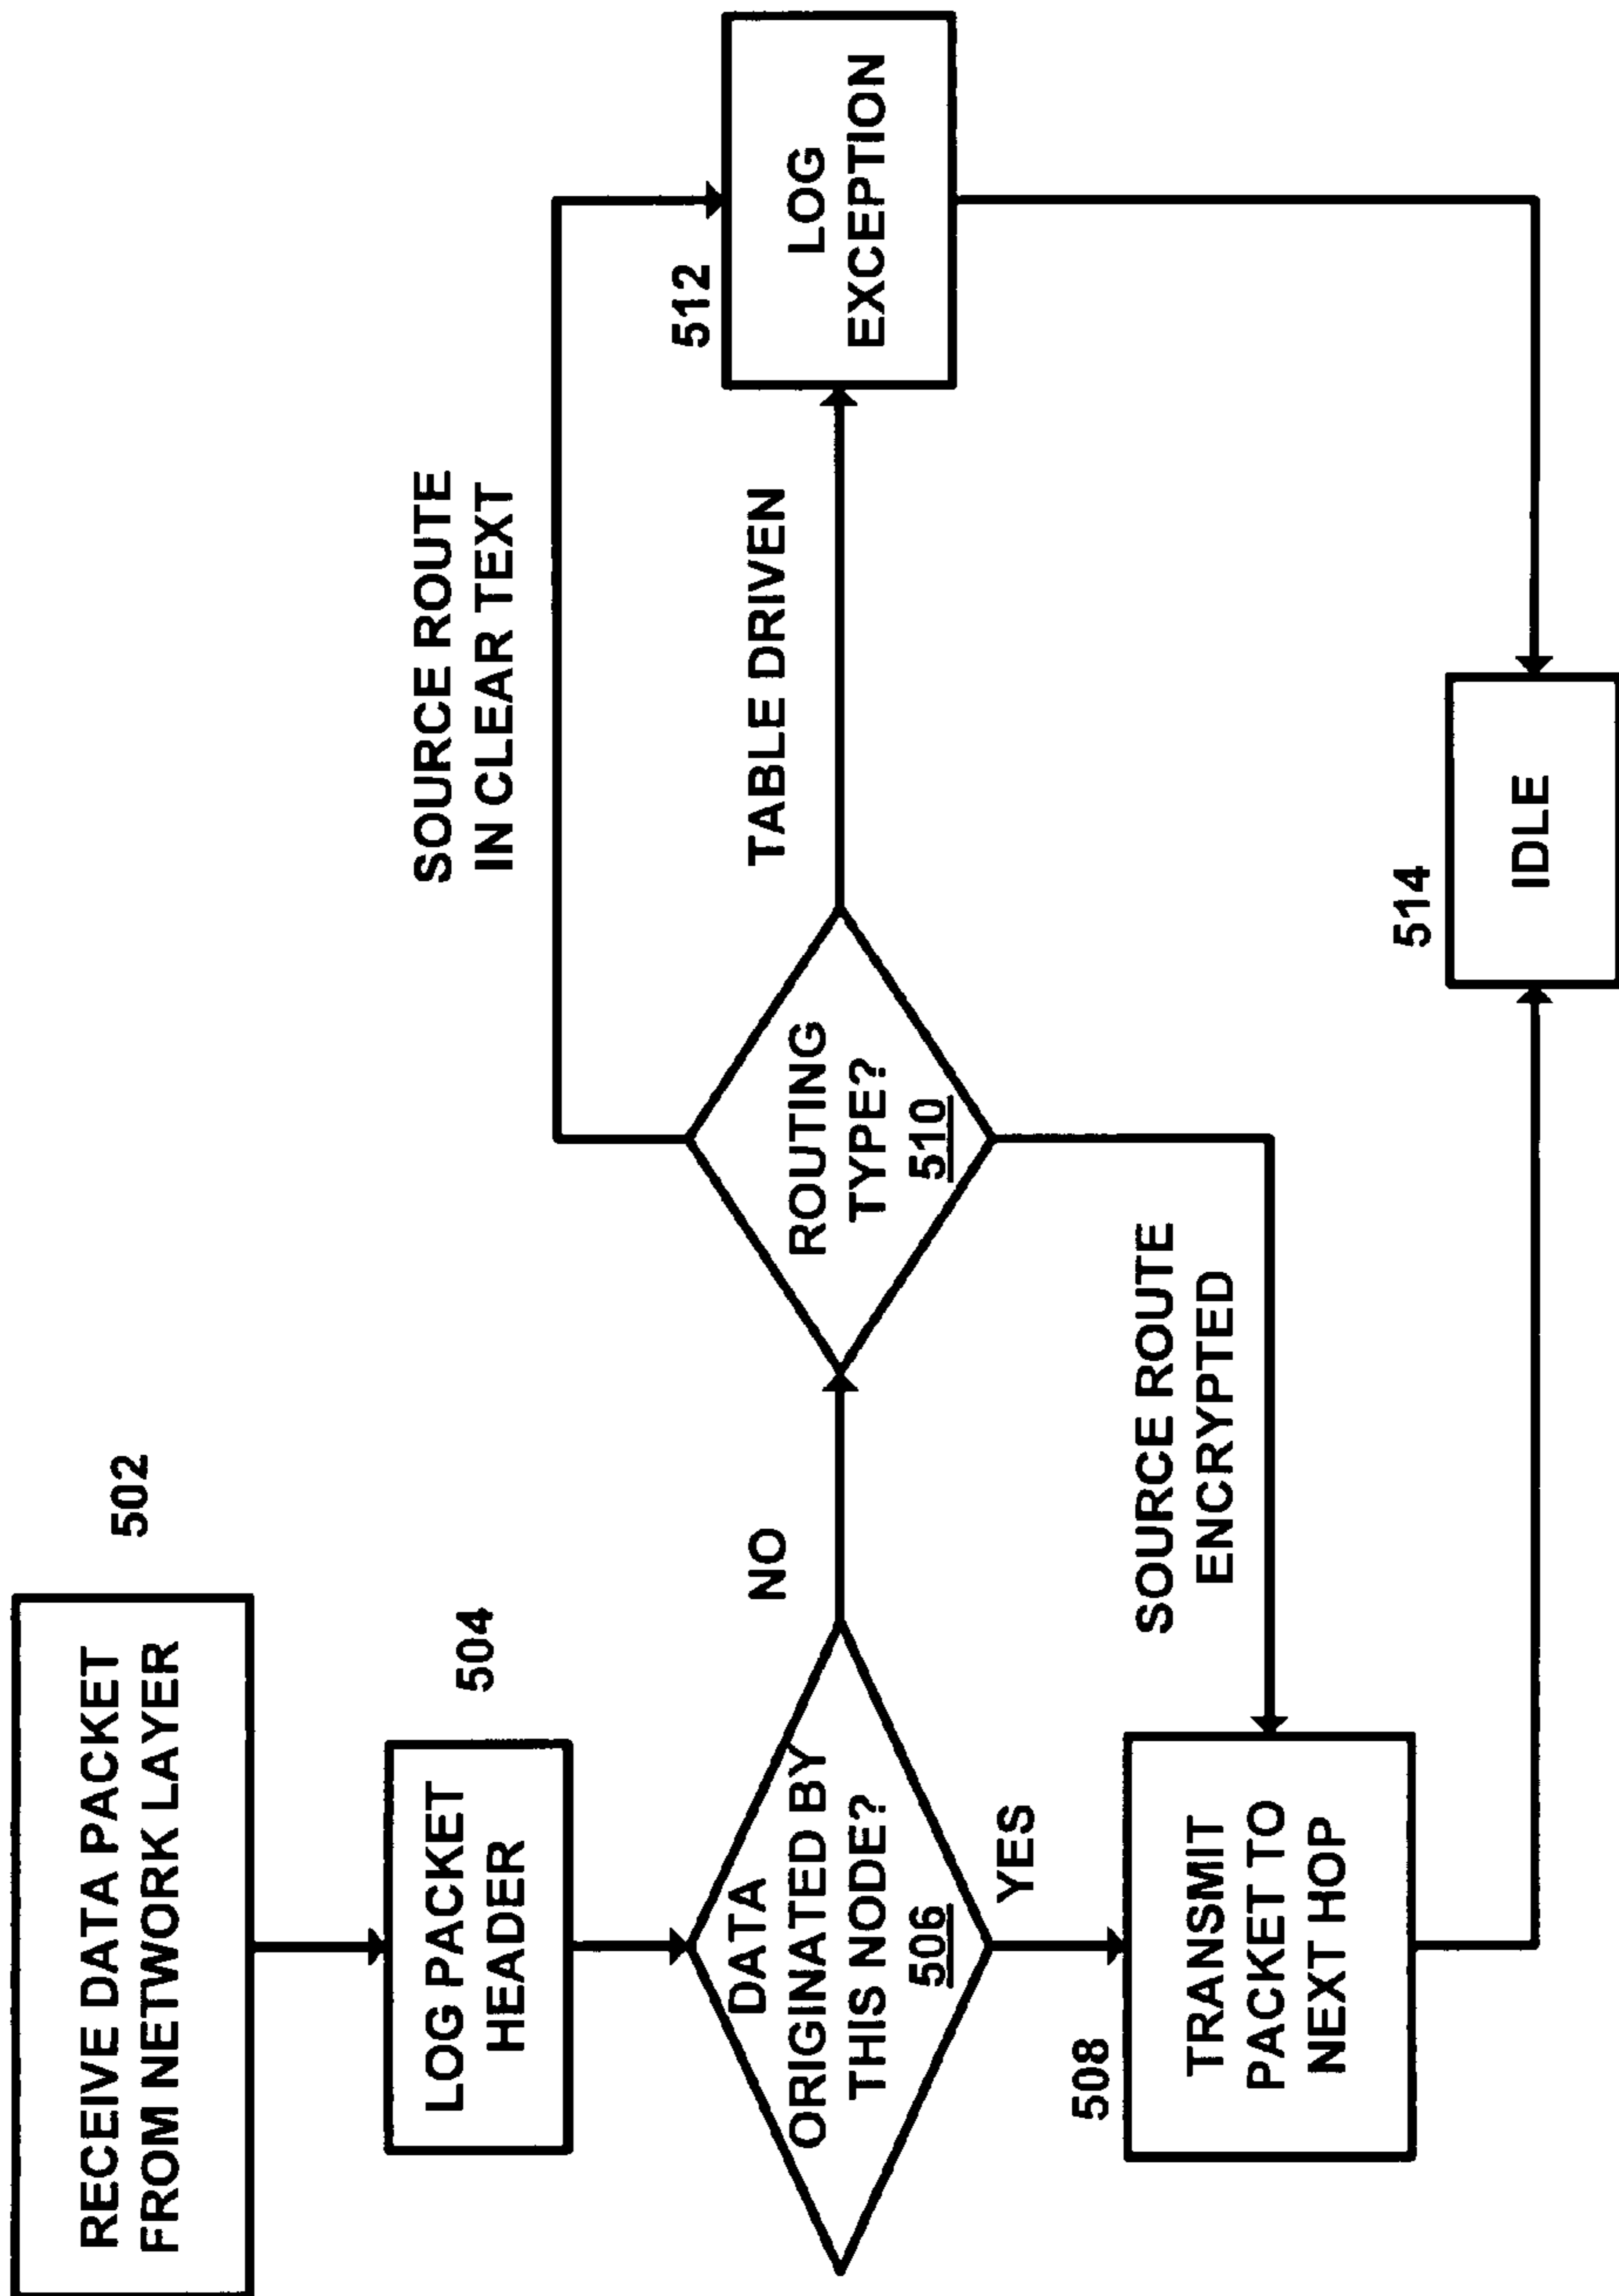 RECEIVE DATA PACKET
FROM NETWORK LAYER
502
LOG PACKET
HEADER
504
DATA
ORIGINATED BY
THIS NODE?
506
NO
YES
508
TRANSMIT
PACKET TO
NEXT HOP
ROUTING
TYPE?
510
SOURCE ROUTE
IN CLEAR TEXT
TABLE DRIVEN
SOURCE ROUTE
ENCRYPTED
512
LOG
EXCEPTION
514
IDLE